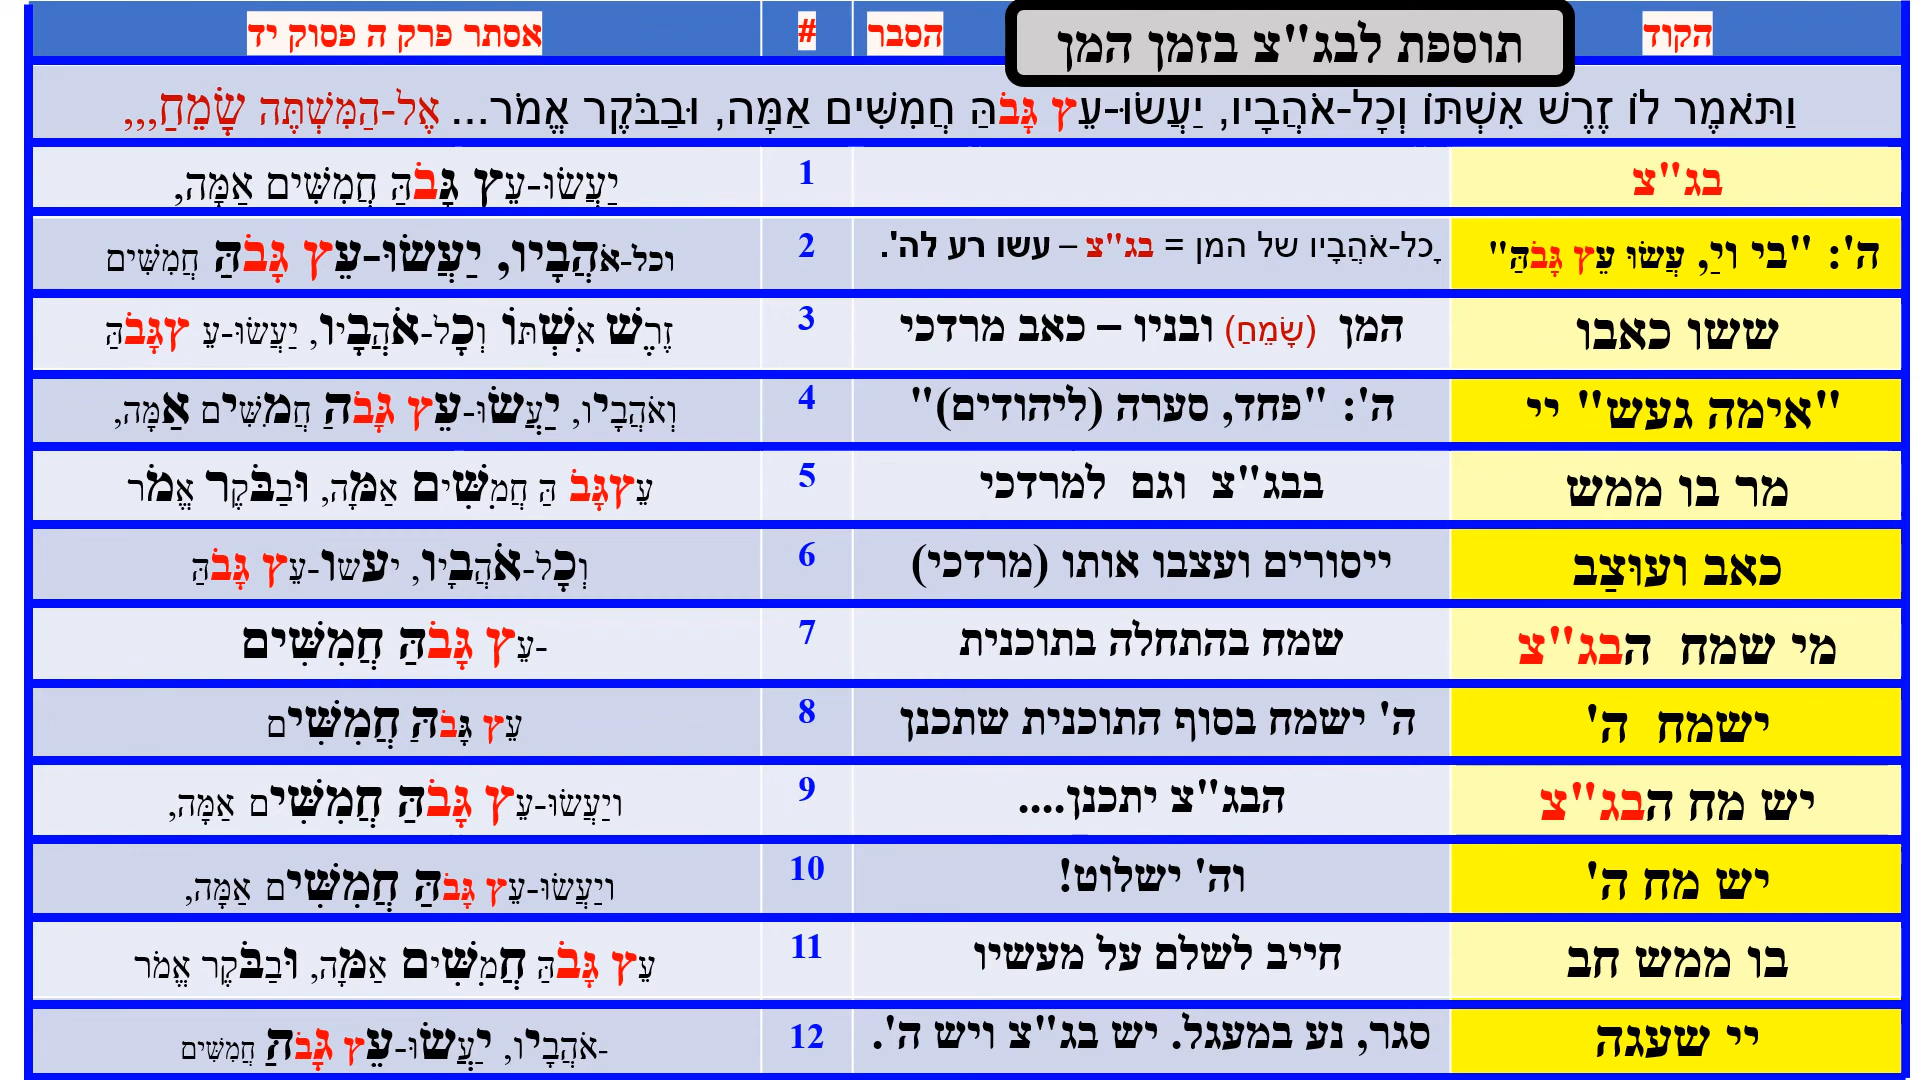 הקוד הסבר # אסתר פרק ה פסוק יד
תוספת לבג"צ בזמן המן
וַתֹּאמֶר לוֹ זֶרֶשׁ אִשְׁתּוֹ וְכָל-אֹהֲבָיו, יַעֲשׂוּ-עֵץ גָּבֹהַּ חֲמִשִּׁים אַמָּה, וּבַבֹּקֶר אֱמֹר... אֶל-הַמִּשְׁתֶּה שָׂמֵחַ,,,
בג"צ 1 יַעֲשׂוּ-עֵץ גָּבֹהַּ חֲמִשִּׁים אַמָּה,
ה': "בי וי
ַ, עֲשׂוּ עֵץ גָּבֹהַּ" ָכל-אֹהֲבָיו של המן = בג"צ – עשו רע לה'. 2 וכל-אֹהֲבָיו, יַעֲשׂוּ-עֵץ גָּבֹהַּ חֲמִשִּׁים
ששו כאבו המן (שָׂמֵחַ) ובניו – כאב מרדכי 3 זֶרֶשׁ אִשְׁתּוֹ וְכָל-אֹהֲבָיו, יַעֲשׂוּ-עֵ ץגָּבֹהַּ
"אימה געש" יי ה': "פחד, סערה (ליהודים)" 4 וְאֹהֲבָיו, יַעֲשׂוּ-עֵץ גָּבֹהַּ חֲמִשִּׁים אַמָּה,
מר בו ממש בבג"צ וגם למרדכי 5 עֵץגָּבֹ הַּ חֲמִשִּׁים אַמָּה, וּבַבֹּקֶר אֱמֹר
כאב ועוּצַב ייסורים ועצבו אותו (מרדכי) 6 וְכָל-אֹהֲבָיו, יעשו-עֵץ גָּבֹהַּ
מי שמח הבג"צ שמח בהתחלה בתוכנית 7 -עֵץ גָּבֹהַּ חֲמִשִּׁים
ישמח ה' ה' ישמח בסוף התוכנית שתכנן 8 עֵץ גָּבֹהַּ חֲמִשִּׁים
יש מח הבג"צ הבג"צ יתכנן.... 9 ויַעֲשׂוּ-עֵץ גָּבֹהַּ חֲמִשִּׁים אַמָּה,
יש מח ה' וה' ישלוט! 10 ויַעֲשׂוּ-עֵץ גָּבֹהַּ חֲמִשִּׁים אַמָּה,
בו ממש חב חייב לשלם על מעשיו 11 עֵץ גָּבֹהַּ חֲמִשִּׁים אַמָּה, וּבַבֹּקֶר אֱמֹר
יי שעגה סגר, נע במעגל. יש בג"צ ויש ה'. 12 -אֹהֲבָיו, יַעֲשׂוּ-עֵץ גָּבֹהַּ חֲמִשִּׁים